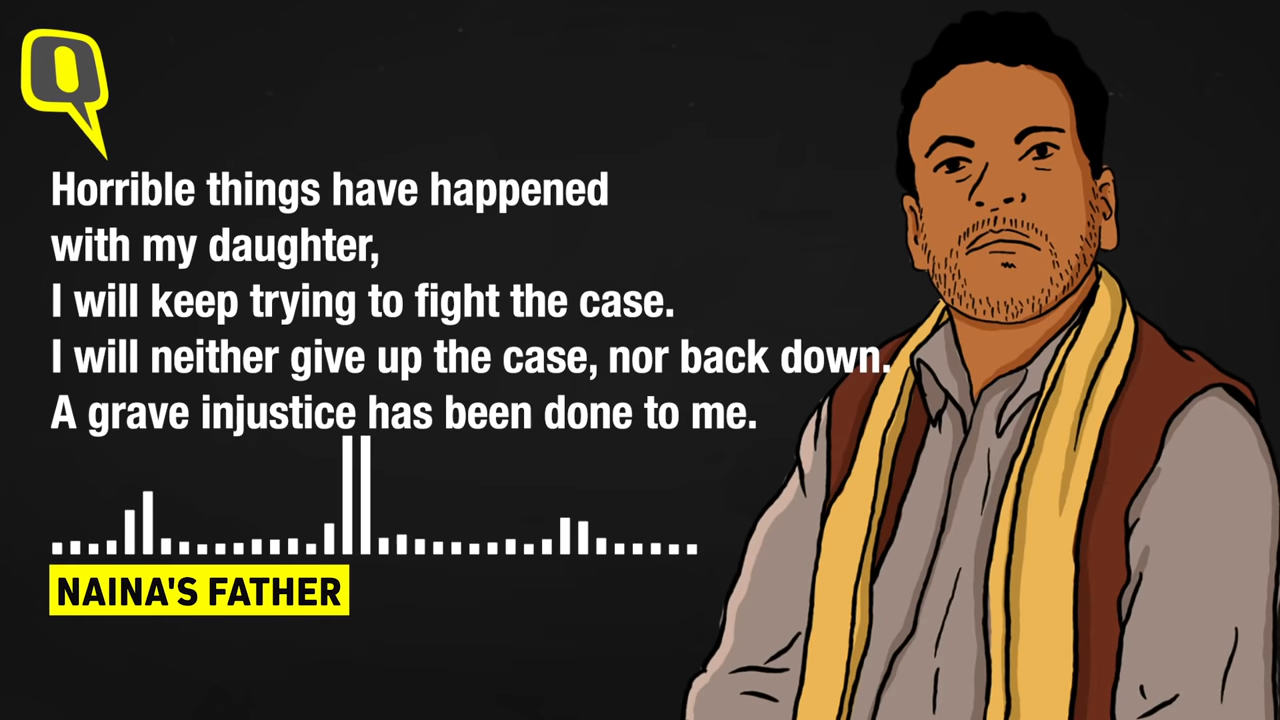 Q
Horrible things have happened
with my daughter,
I will keep trying to fight the case.
I will neither give up the case, nor back down.
A grave injustice has been done to me.
NAINA'S FATHER